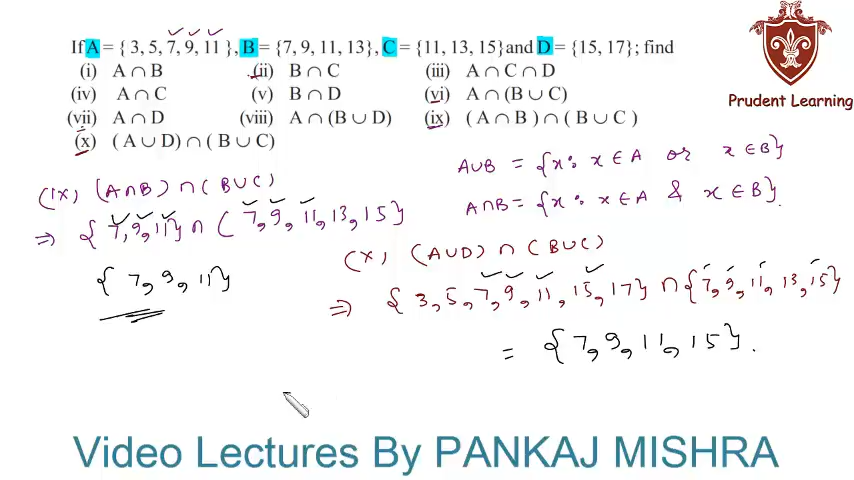 If A = { 3, 5, 7, 9, 11 }, B = {7, 9, 11, 13}, C = {11, 13, 15}and D = {15, 17}; find
(i) A ∩ B (ii) B ∩ C (iii) A ∩ C ∩ D
(iv) A ∩ C (v) B ∩ D (vi) A ∩ (B ∪ C)
(vii) A ∩ D (viii) A ∩ (B ∪ D) (ix) ( A ∩ B ) ∩ ( B ∪ C )
(x) ( A ∪ D) ∩ ( B ∪ C)
Prudent Learning
A∪B = {x: x ∈ A or x ∈ B}
A∩B = {x: x ∈ A & x ∈ B}.
(ix) (A∩B) ∩ (B∪C)
⇒ { 7, 9, 11} ∩ ( 7, 9, 11, 13, 15}
{ 7, 9, 11}
(x) (A∪D) ∩ (B∪C)
⇒ { 3, 5, 7, 9, 11, 15, 17} ∩ {7, 9, 11, 13, 15}
= {7, 9, 11, 15}.
Video Lectures By PANKAJ MISHRA